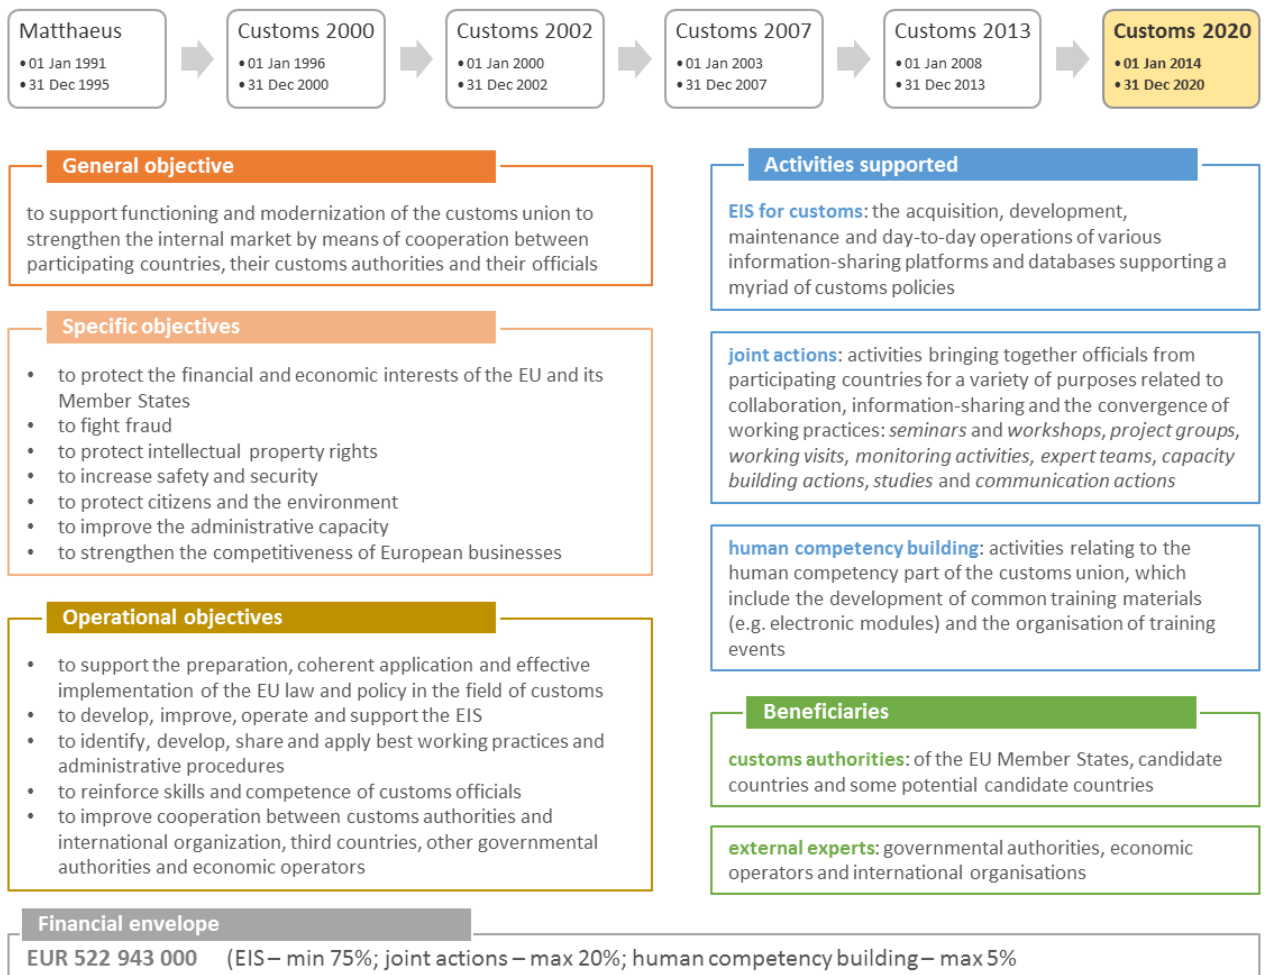 Matthaeus
• 01 Jan 1991
• 31 Dec 1995
Customs 2000
• 01 Jan 1996
• 31 Dec 2000
Customs 2002
• 01 Jan 2000
• 31 Dec 2002
Customs 2007
• 01 Jan 2003
• 31 Dec 2007
Customs 2013
• 01 Jan 2008
• 31 Dec 2013
Customs 2020
• 01 Jan 2014
• 31 Dec 2020
General objective
to support functioning and modernization of the customs union to
strengthen the internal market by means of cooperation between
participating countries, their customs authorities and their officials
Specific objectives
• to protect the financial and economic interests of the EU and its
Member States
• to fight fraud
• to protect intellectual property rights
• to increase safety and security
• to protect citizens and the environment
• to improve the administrative capacity
• to strengthen the competitiveness of European businesses
Operational objectives
• to support the preparation, coherent application and effective
implementation of the EU law and policy in the field of customs
• to develop, improve, operate and support the EIS
• to identify, develop, share and apply best working practices and
administrative procedures
• to reinforce skills and competence of customs officials
• to improve cooperation between customs authorities and
international organization, third countries, other governmental
authorities and economic operators
Activities supported
EIS for customs: the acquisition, development,
maintenance and day-to-day operations of various
information-sharing platforms and databases supporting a
myriad of customs policies
joint actions: activities bringing together officials from
participating countries for a variety of purposes related to
collaboration, information-sharing and the convergence of
working practices: seminars and workshops, project groups,
working visits, monitoring activities, expert teams, capacity
building actions, studies and communication actions
human competency building: activities relating to the
human competency part of the customs union, which
include the development of common training materials
(e.g. electronic modules) and the organisation of training
events
Beneficiaries
customs authorities: of the EU Member States, candidate
countries and some potential candidate countries
external experts: governmental authorities, economic
operators and international organisations
Financial envelope
EUR 522 943 000 (EIS – min 75%; joint actions – max 20%; human competency building – max 5%